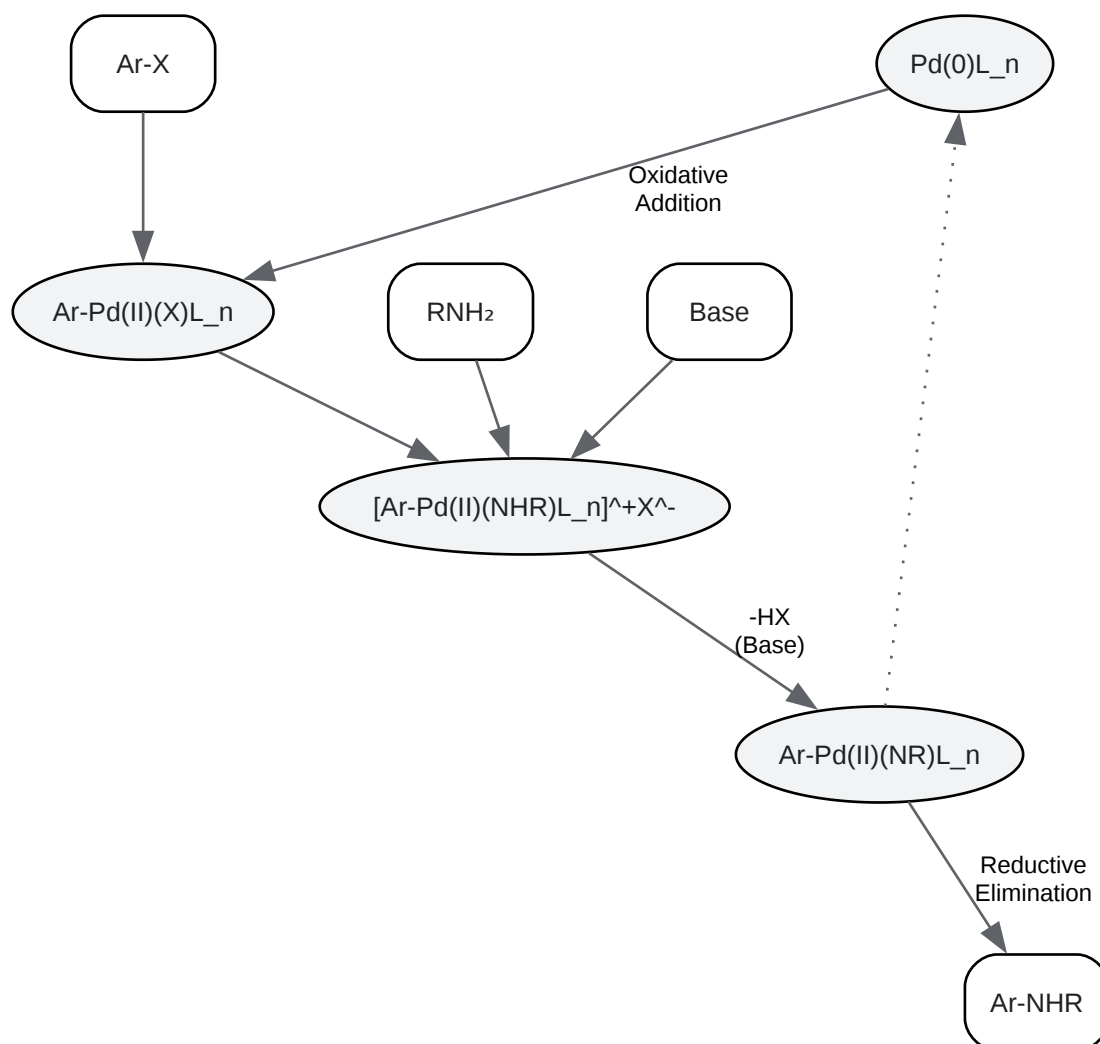 Ar-X
Pd(0)L_n
Oxidative
Addition
Ar-Pd(II)(X)L_n
RNH₂
Base
[Ar-Pd(II)(NHR)L_n]^+X^-
-HX
(Base)
Ar-Pd(II)(NR)L_n
Reductive
Elimination
Ar-NHR